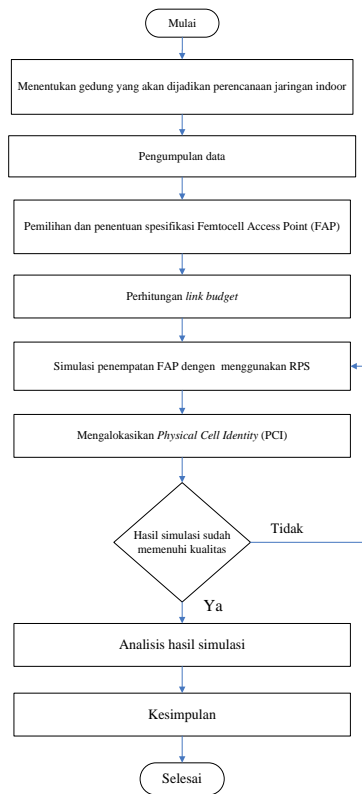 Mulai
Menentukan gedung yang akan dijadikan perencanaan jaringan indoor
Pengumpulan data
Pemilihan dan penentuan spesifikasi Femtocell Access Point (FAP)
Perhitungan link budget
Simulasi penempatan FAP dengen menggunakan RPS
Mengalokasikan Physical Cell Identity (PCI)
Hasil simulasi sudah
memenuhi kualitas
Tidak
Ya
Analisis hasil simulasi
Kesimpulan
Selesai